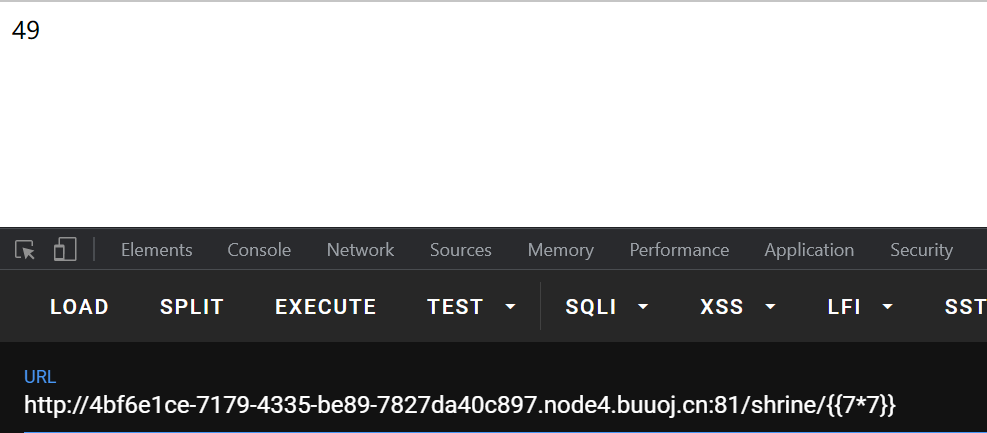 49
Elements Console Network Sources Memory Performance Application Security
LOAD SPLIT EXECUTE TEST SQLI XSS LFI SST
URL
http://4bf6e1ce-7179-4335-be89-7827da40c897.node4.buuoj.cn:81/shrine/{{7*7}}